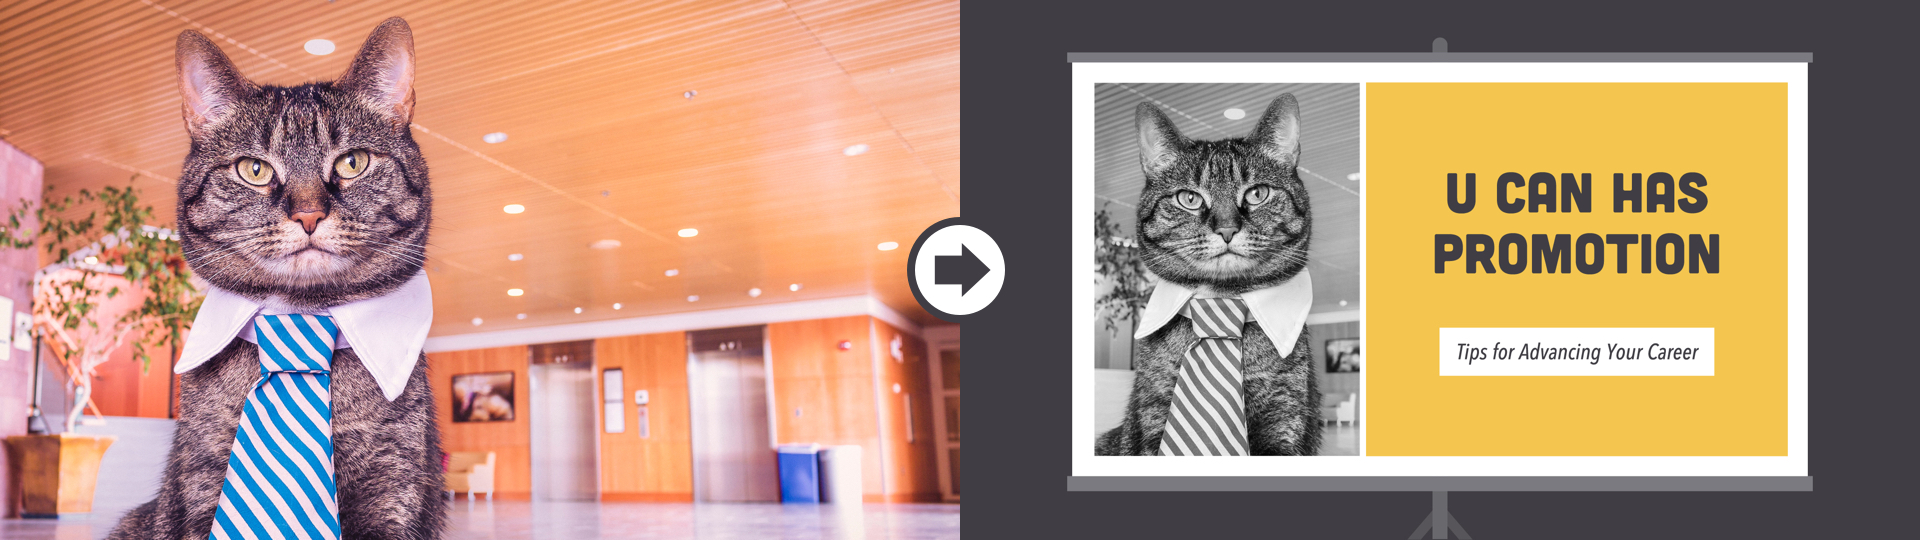 U CAN HAS
PROMOTION
Tips for Advancing Your Career